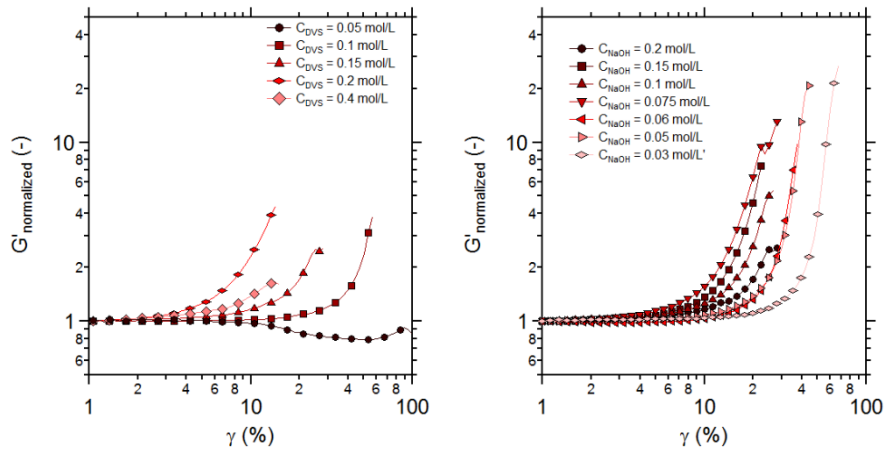 C_DVS = 0.05 mol/L
C_DVS = 0.1 mol/L
C_DVS = 0.15 mol/L
C_DVS = 0.2 mol/L
C_DVS = 0.4 mol/L
4
2
10
8
6
4
2
1
8
6
G'normalized (-)
1
2
4
6
8
10
2
4
6
8
100
γ (%)
C_NaOH = 0.2 mol/L
C_NaOH = 0.15 mol/L
C_NaOH = 0.1 mol/L
C_NaOH = 0.075 mol/L
C_NaOH = 0.06 mol/L
C_NaOH = 0.05 mol/L
C_NaOH = 0.03 mol/L'
4
2
10
8
6
4
2
1
8
6
G'normalized (-)
1
2
4
6
8
10
2
4
6
8
100
γ (%)